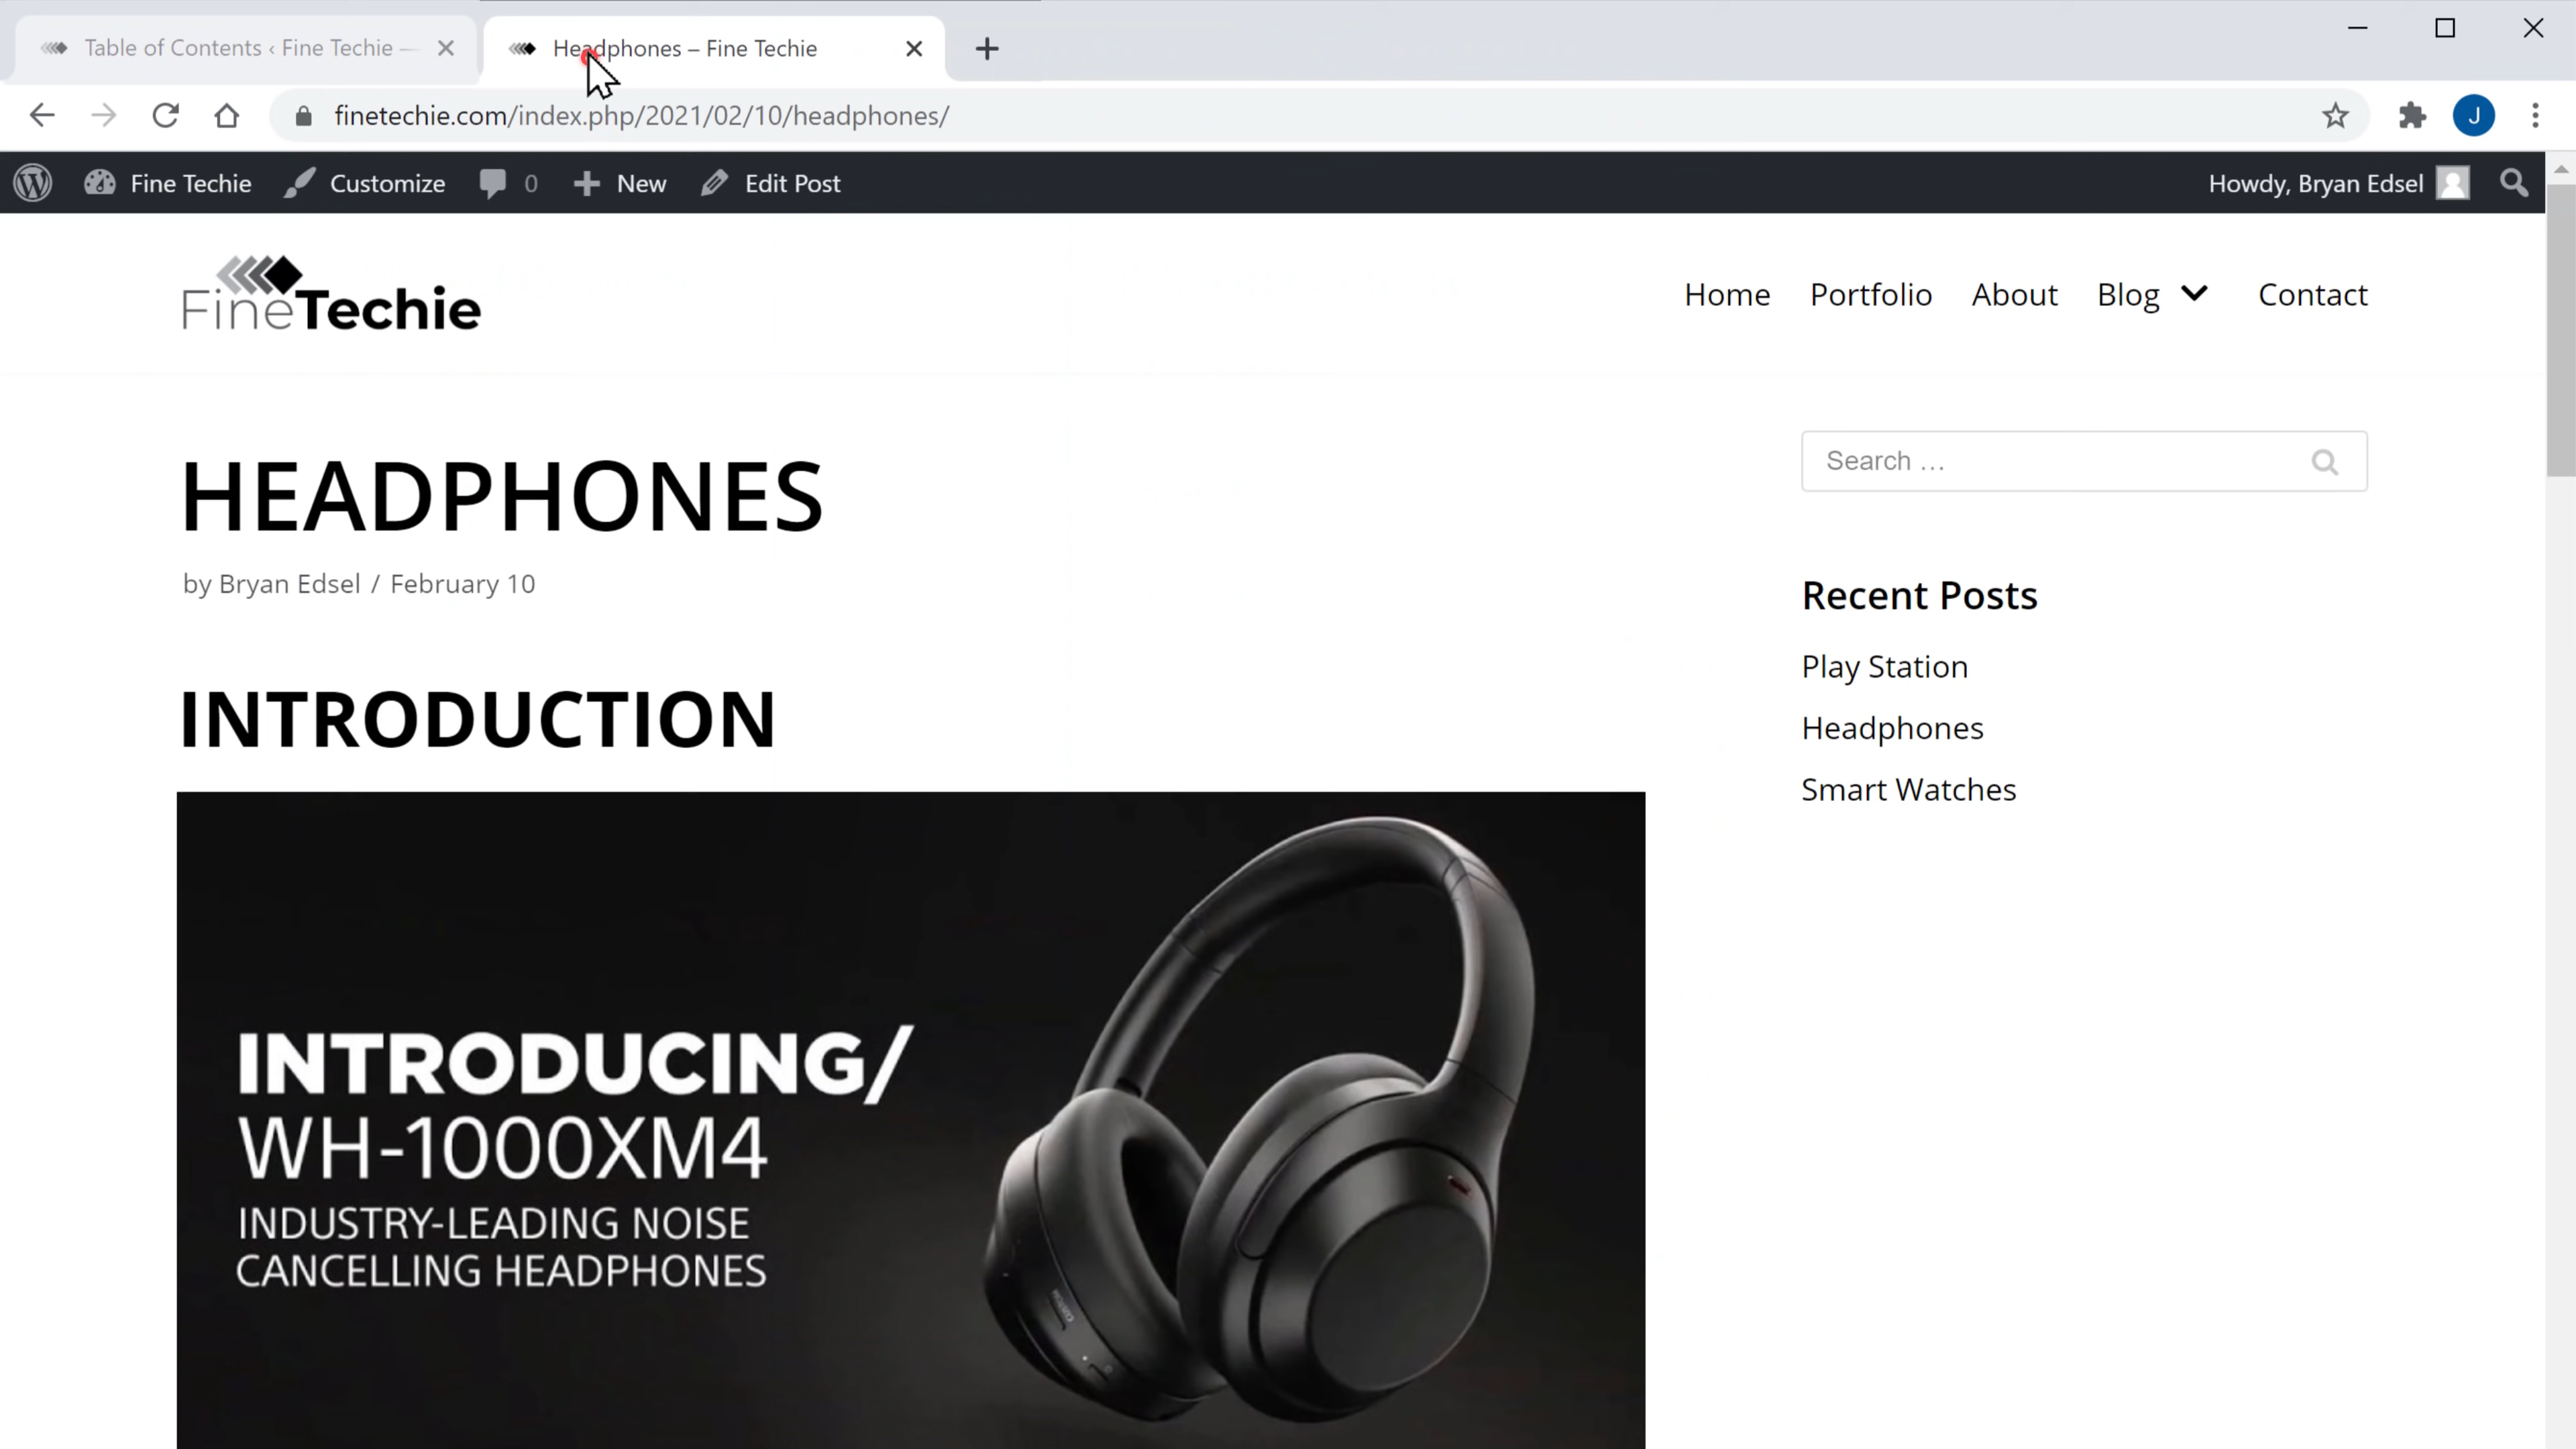 Table of Contents ‹ Fine Techie —
Headphones – Fine Techie
finetechie.com/index.php/2021/02/10/headphones/
J
Fine Techie
Customize
0
New
Edit Post
Howdy, Bryan Edsel
FineTechie
Home
Portfolio
About
Blog
Contact
HEADPHONES
by Bryan Edsel / February 10
INTRODUCTION
Search …
Recent Posts
Play Station
Headphones
Smart Watches
INTRODUCING/
WH-1000XM4
INDUSTRY-LEADING NOISE
CANCELLING HEADPHONES